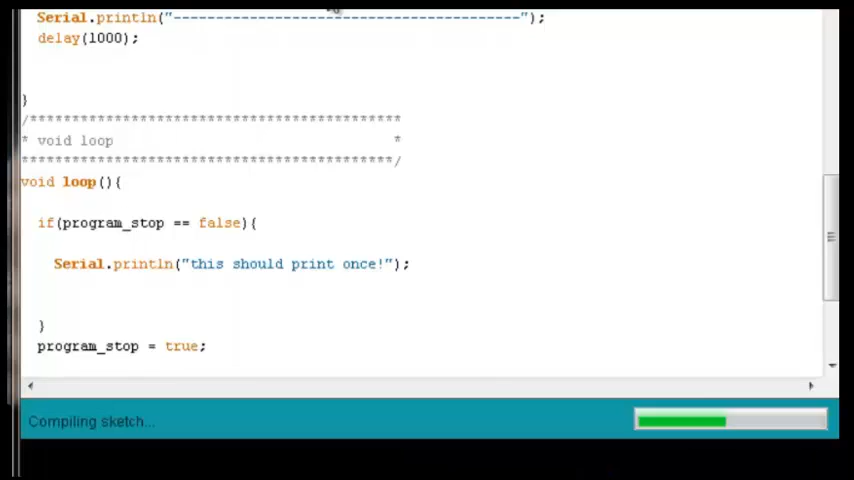 Serial.println("-----------------------------------------");
delay(1000);
}
/********************************************
* void loop *
********************************************/
void loop(){
if(program_stop == false){
Serial.println("this should print once!");
}
program_stop = true;
Compiling sketch...